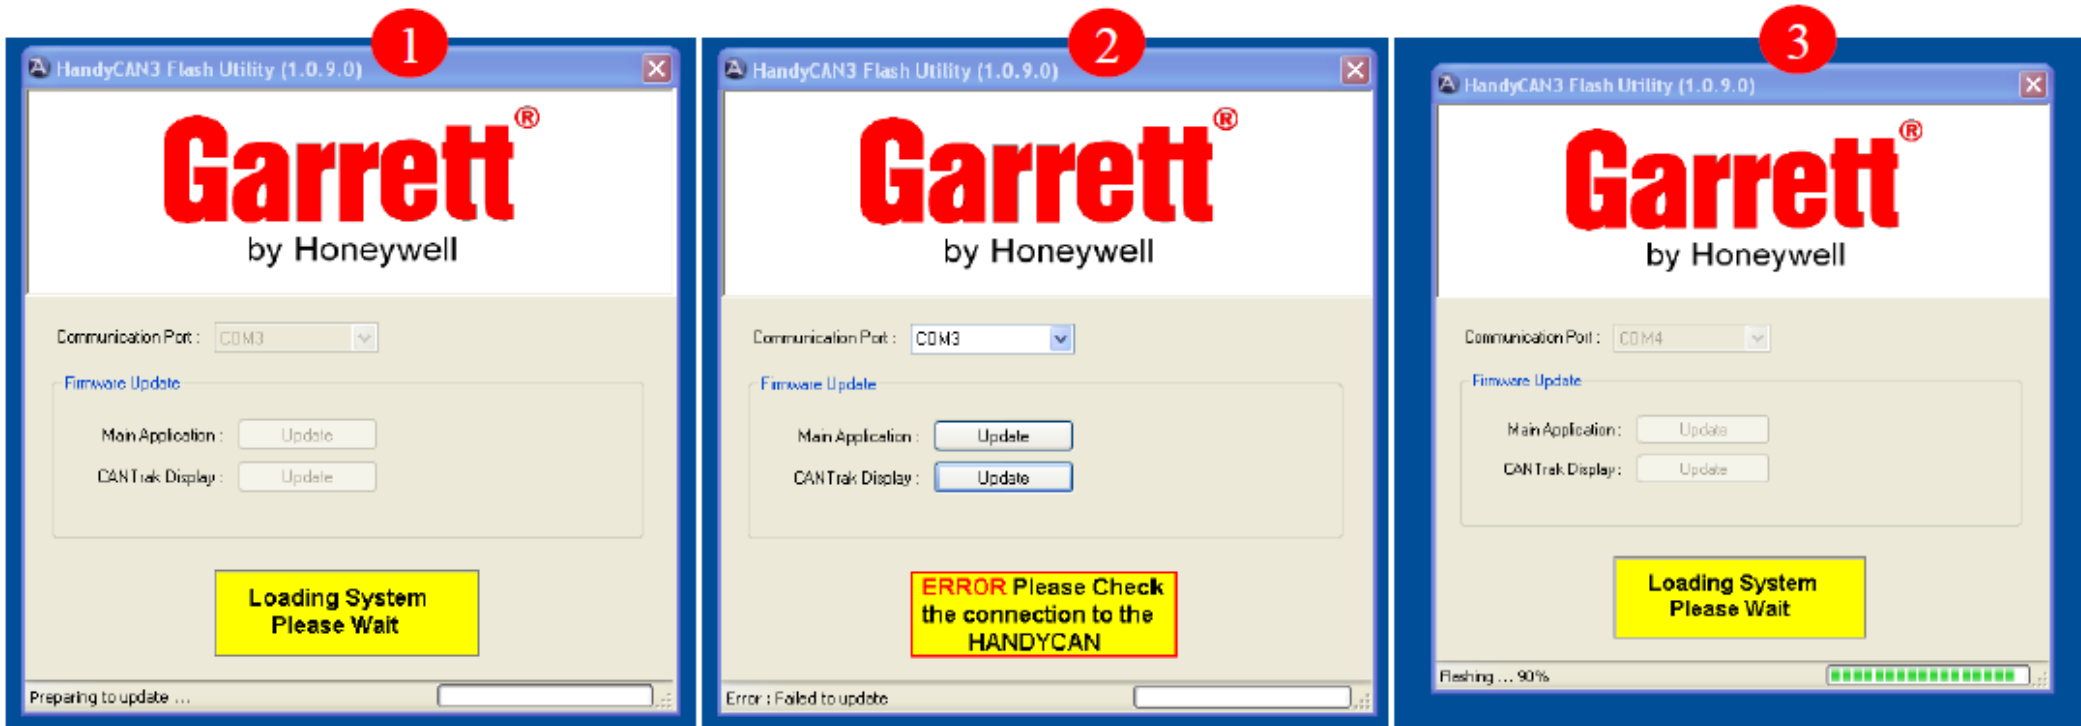 1
HandyCAN3 Flash Utility (1.0.9.0)
Garrett®
by Honeywell
Communication Port : COM3
Firmware Update
Main Application : Update
CANTrak Display : Update
Loading System
Please Wait
Preparing to update ...
2
HandyCAN3 Flash Utility (1.0.9.0)
Garrett®
by Honeywell
Communication Port : COM3
Firmware Update
Main Application : Update
CANTrak Display : Update
ERROR Please Check
the connection to the
HANDYCAN
Error : Failed to update
3
HandyCAN3 Flash Utility (1.0.9.0)
Garrett®
by Honeywell
Communication Port : COM4
Firmware Update
Main Application : Update
CANTrak Display : Update
Loading System
Please Wait
Flashing ... 90%